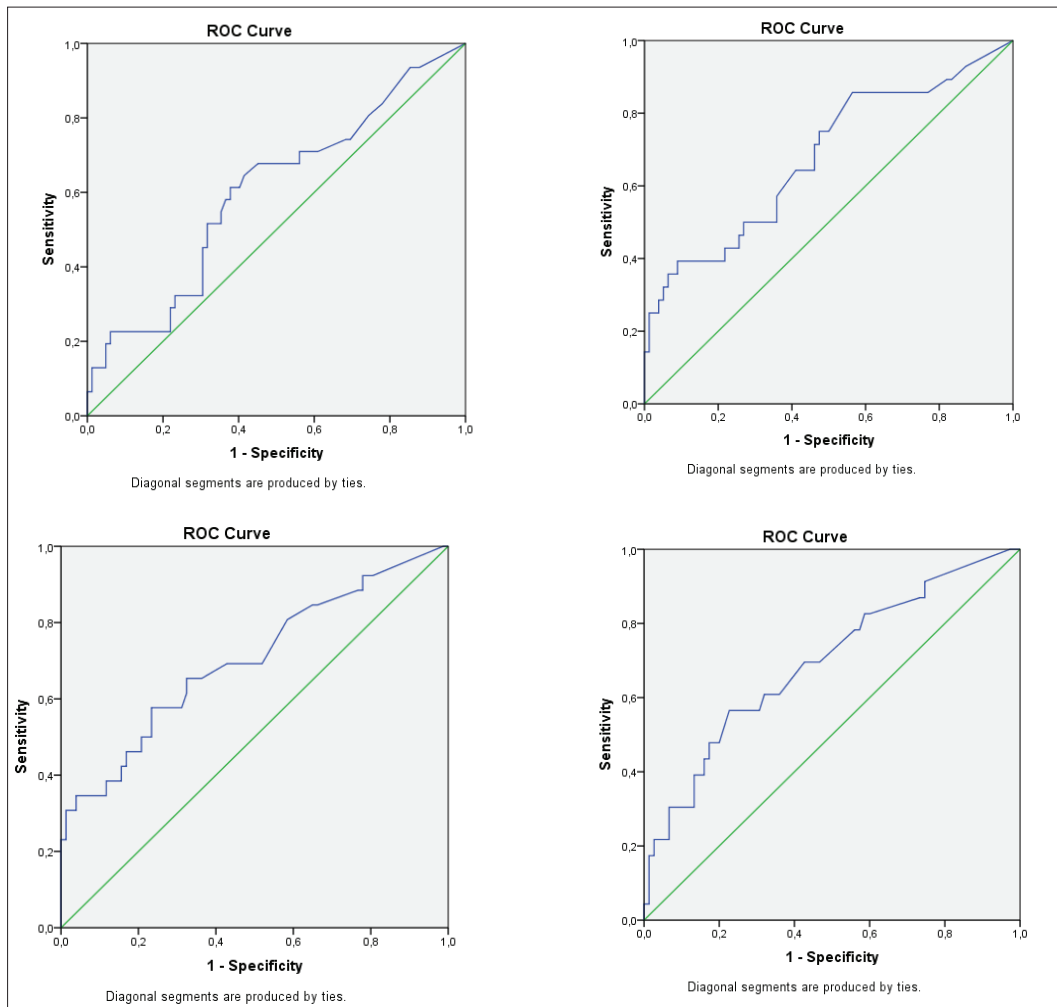 ROC Curve
1,0
0,8
0,6
0,4
0,2
0,0
Sensitivity
0,0 0,2 0,4 0,6 0,8 1,0
1 - Specificity
Diagonal segments are produced by ties.
ROC Curve
1,0
0,8
0,6
0,4
0,2
0,0
Sensitivity
0,0 0,2 0,4 0,6 0,8 1,0
1 - Specificity
Diagonal segments are produced by ties.
ROC Curve
1,0
0,8
0,6
0,4
0,2
0,0
Sensitivity
0,0 0,2 0,4 0,6 0,8 1,0
1 - Specificity
Diagonal segments are produced by ties.
ROC Curve
1,0
0,8
0,6
0,4
0,2
0,0
Sensitivity
0,0 0,2 0,4 0,6 0,8 1,0
1 - Specificity
Diagonal segments are produced by ties.